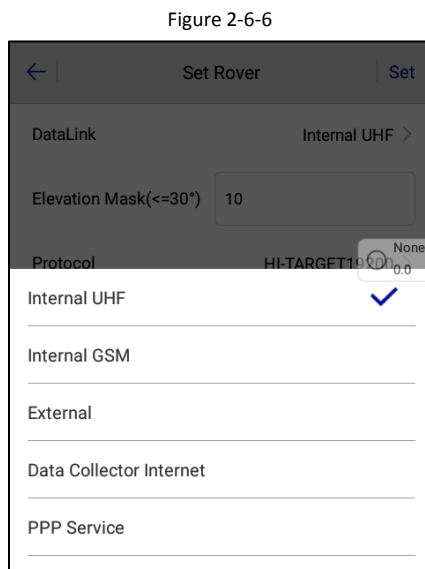 Figure 2-6-6
Set Rover
Set
DataLink
Internal UHF
Elevation Mask(<=30°)
10
Protocol
HI-TARGET19200
None
0.0
Internal UHF
Internal GSM
External
Data Collector Internet
PPP Service